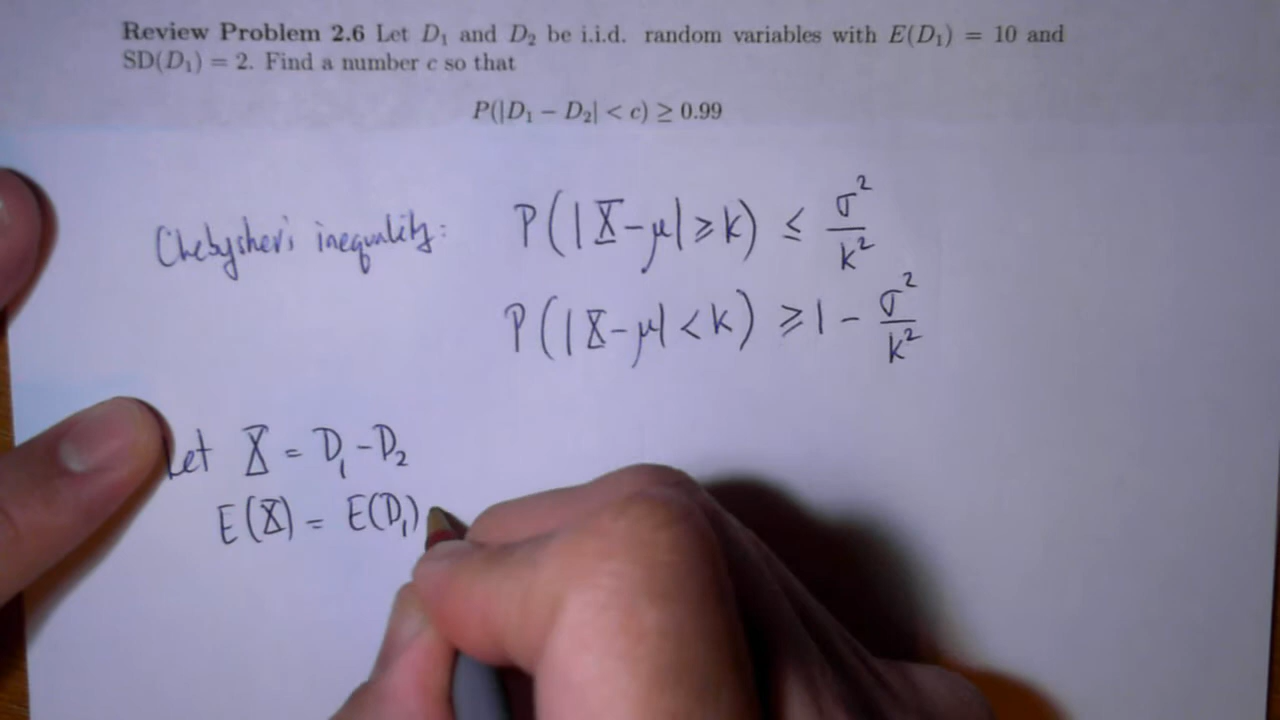 Review Problem 2.6 Let D₁ and D₂ be i.i.d. random variables with E(D₁) = 10 and
SD(D₁) = 2. Find a number c so that
P(|D₁ − D₂| < c) ≥ 0.99
Chebyshev's inequality: P(|X-μ| ≥ k) ≤ σ²/k²
P(|X-μ| < k) ≥ 1 - σ²/k²
Let X = D₁ - D₂
E(X) = E(D₁)